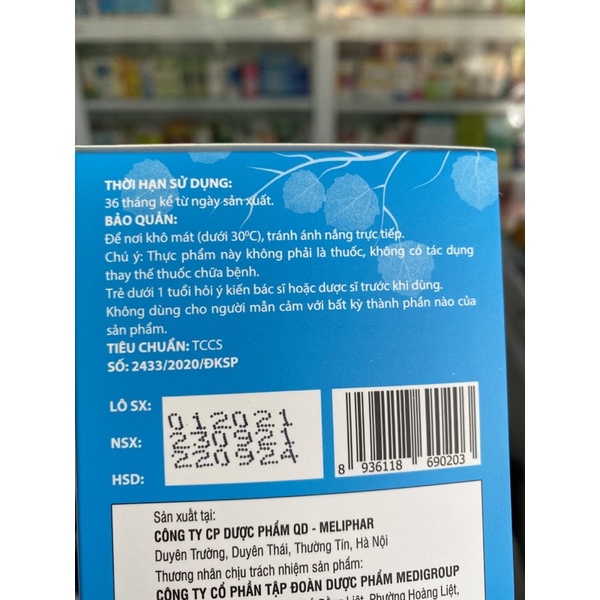 THỜI HẠN SỬ DỤNG:
36 tháng kể từ ngày sản xuất.
BẢO QUẢN:
Để nơi khô mát (dưới 30ºC), tránh ánh nắng trực tiếp.
Chú ý: Thực phẩm này không phải là thuốc, không có tác dụng
thay thế thuốc chữa bệnh.
Trẻ dưới 1 tuổi hỏi ý kiến bác sĩ hoặc dược sĩ trước khi dùng.
Không dùng cho người mẫn cảm với bất kỳ thành phần nào của
sản phẩm.
TIÊU CHUẨN: TCCS
SỐ: 2433/2020/ĐKSP
LÔ SX: 012021
NSX: 230921
HSD: 220924
8 936118 690203
Sản xuất tại:
CÔNG TY CP DƯỢC PHẨM QD - MELIPHAR
Duyên Trường, Duyên Thái, Thường Tín, Hà Nội
Thương nhân chịu trách nhiệm sản phẩm:
CÔNG TY CỔ PHẦN TẬP ĐOÀN DƯỢC PHẨM MEDIGROUP
Liệt, Phường Hoàng Liệt,